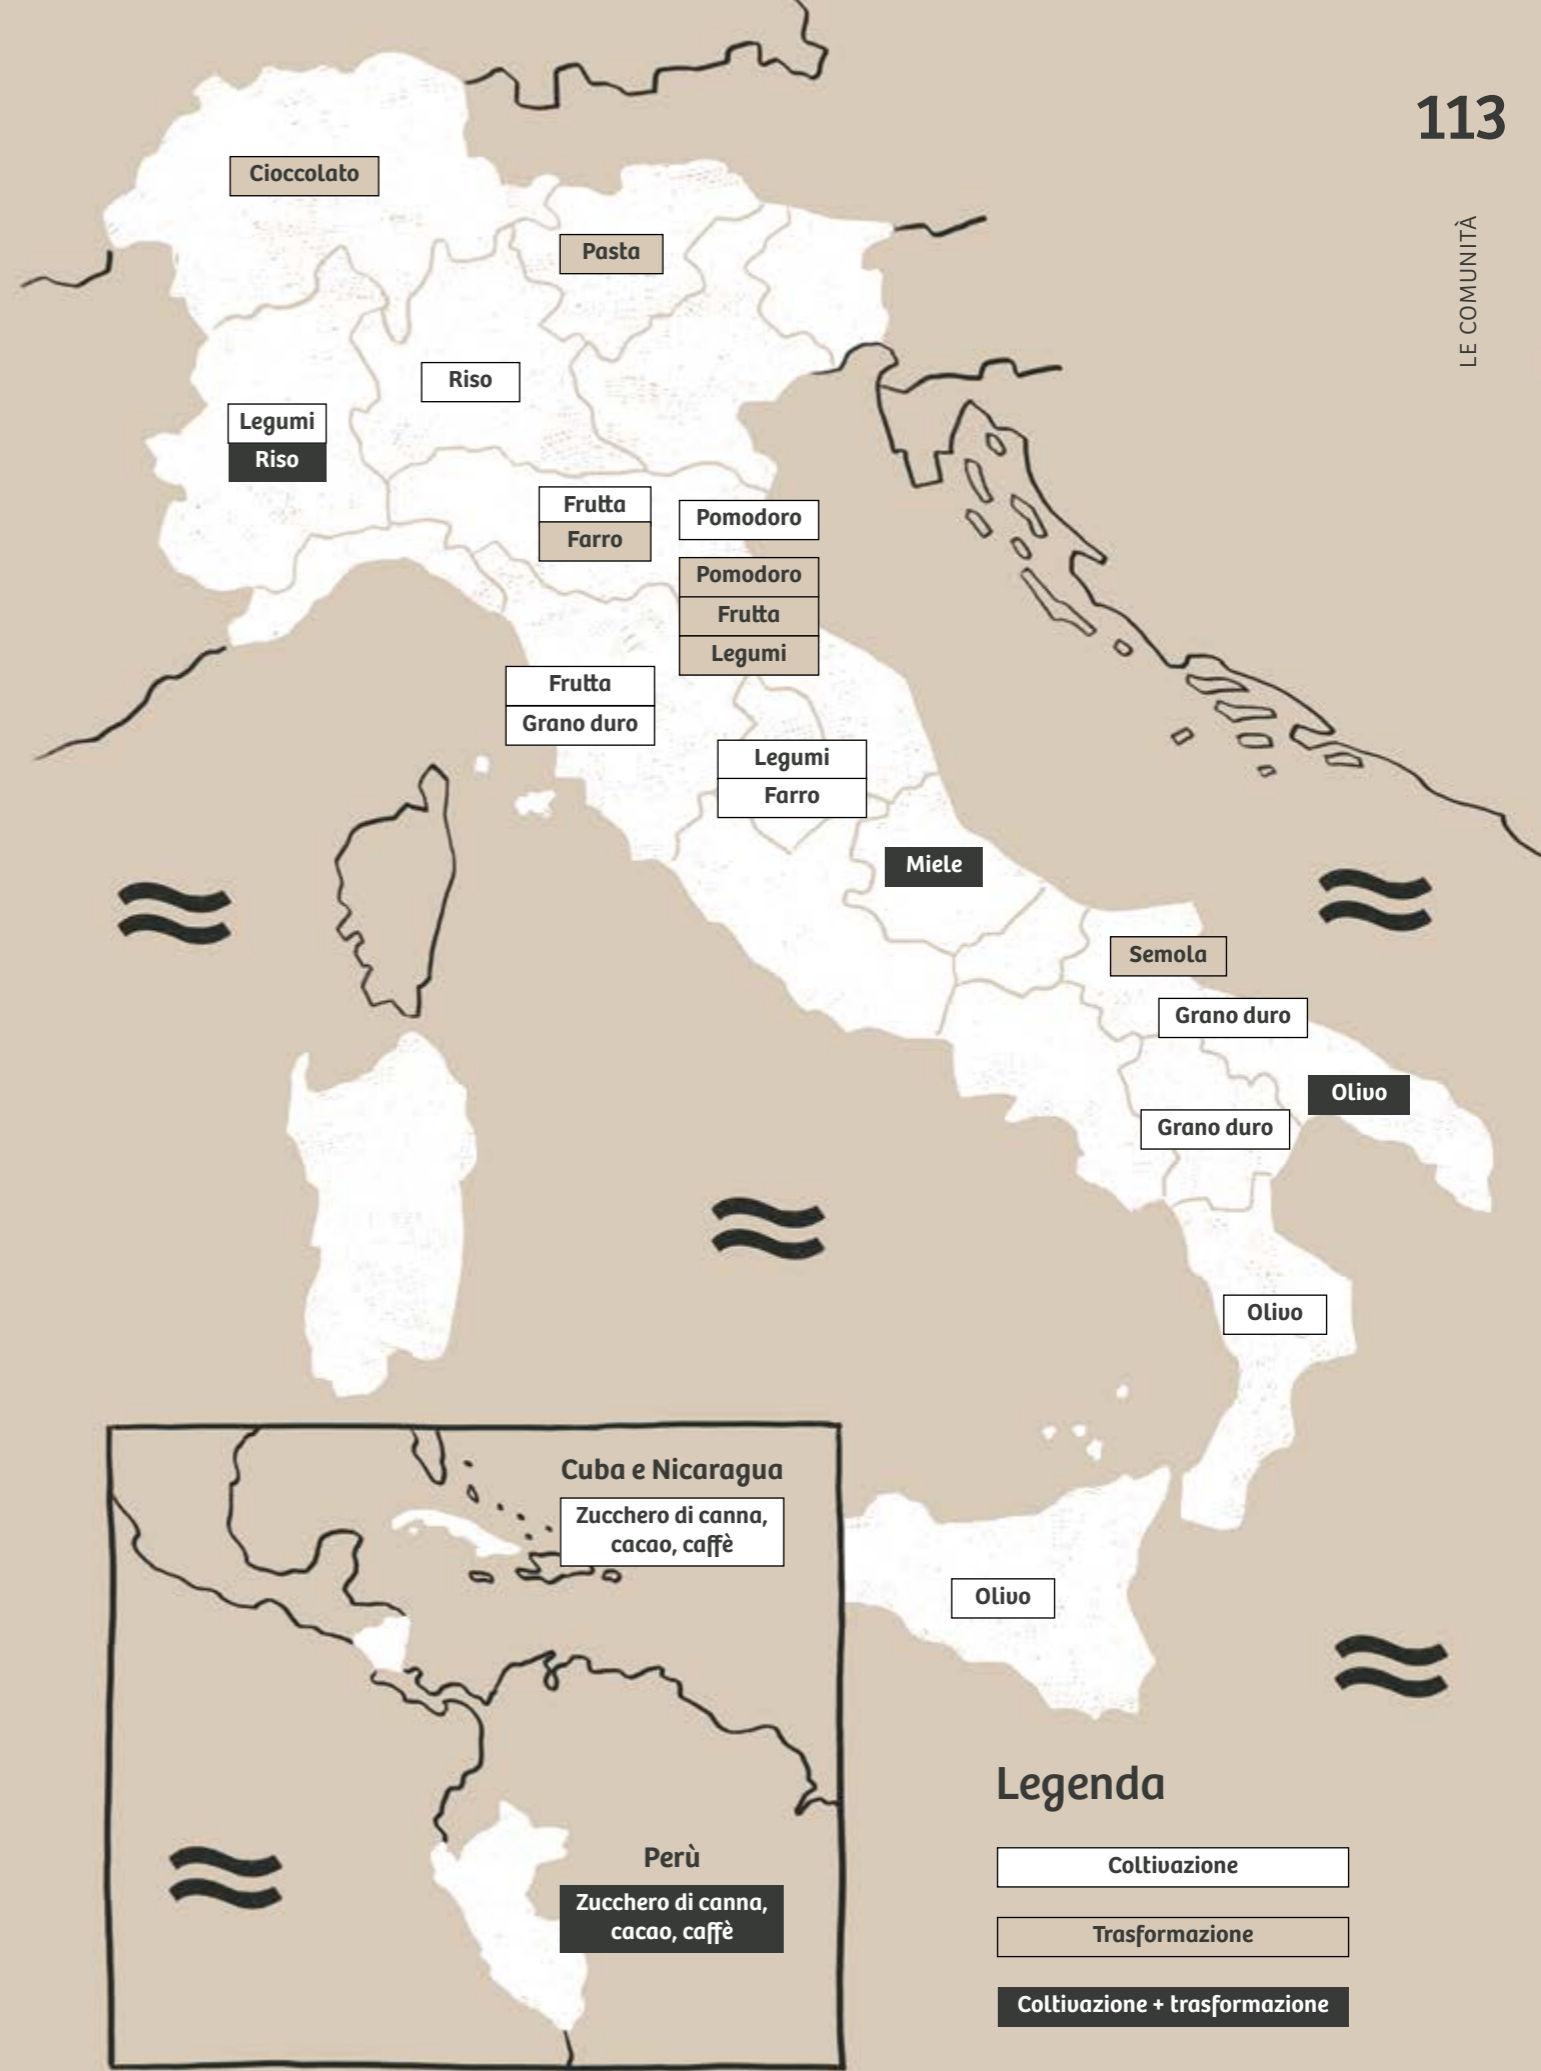 113
LE COMUNITÀ
Cioccolato
Pasta
Riso
Legumi
Riso
Frutta
Farro
Pomodoro
Pomodoro
Frutta
Legumi
Frutta
Grano duro
Legumi
Farro
Miele
Semola
Grano duro
Olivo
Grano duro
Olivo
Olivo
Cuba e Nicaragua
Zucchero di canna,
cacao, caffè
Perù
Zucchero di canna,
cacao, caffè
Legenda
Coltivazione
Trasformazione
Coltivazione + trasformazione